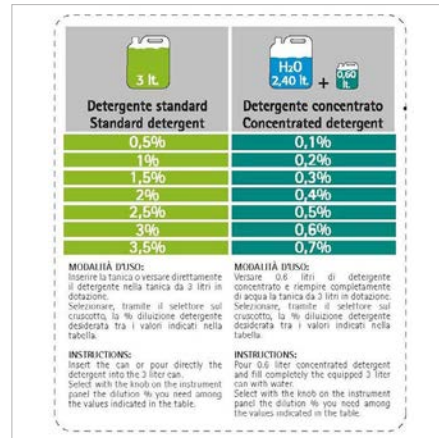 3 lt.
H₂O
2,40 lt.
+
0,60
lt.
Detergente standard
Standard detergent
Detergente concentrato
Concentrated detergent
0,5%
0,1%
1%
0,2%
1,5%
0,3%
2%
0,4%
2,5%
0,5%
3%
0,6%
3,5%
0,7%
MODALITÀ D'USO:
Inserire la tanica o versare direttamente
il detergente nella tanica da 3 litri in
dotazione.
Selezionare, tramite il selettore sul
cruscotto, la % diluizione detergente
desiderata tra i valori indicati nella
tabella.
INSTRUCTIONS:
Insert the can or pour directly the
detergent into the 3 liter can.
Select with the knob on the instrument
panel the dilution % you need among
the values indicated in the table.
MODALITÀ D'USO:
Versare 0.6 litri di detergente
concentrato e riempire completamente
di acqua la tanica da 3 litri in dotazione.
Selezionare, tramite il selettore sul
cruscotto, la % diluizione detergente
desiderata tra i valori indicati nella
tabella.
INSTRUCTIONS:
Pour 0.6 liter concentrated detergent
and fill completely the equipped 3 liter
can with water.
Select with the knob on the instrument
panel the dilution % you need among
the values indicated in the table.